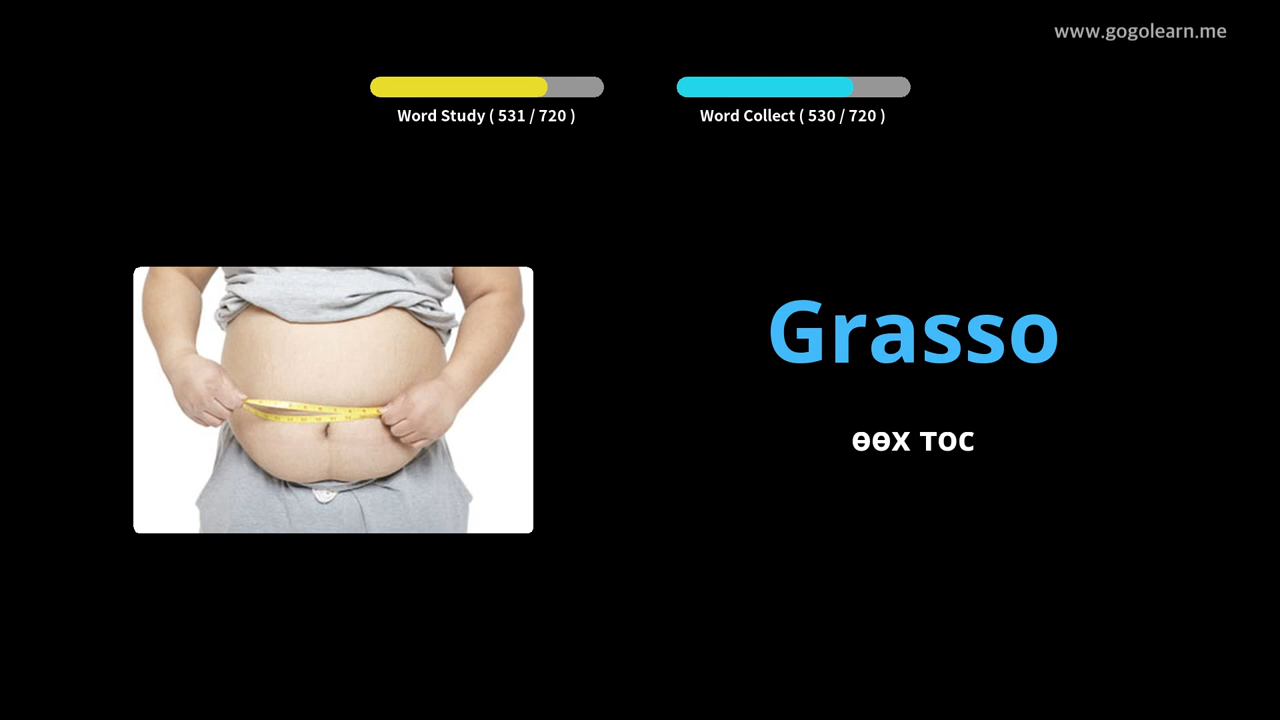 www.gogolearn.me
Word Study ( 531 / 720 )
Word Collect ( 530 / 720 )
Grasso
өөх тос